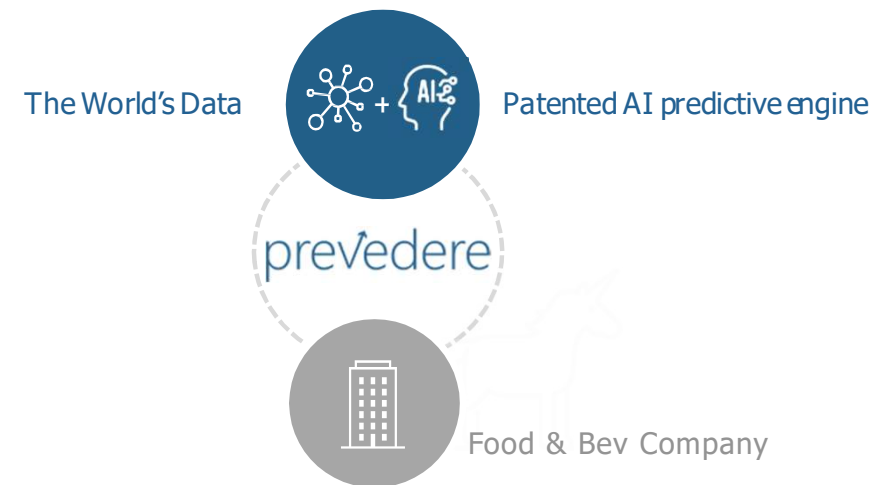 The World's Data
AI
Patented AI predictive engine
prevedere
Food & Bev Company